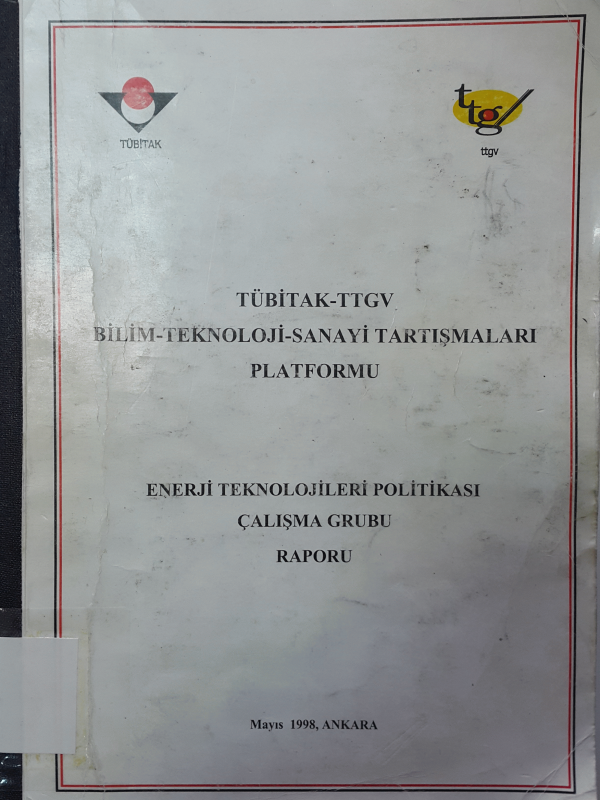 TÜBİTAK
ttg
ttgv
TÜBİTAK-TTGV
BİLİM-TEKNOLOJİ-SANAYİ TARTIŞMALARI
PLATFORMU
ENERJİ TEKNOLOJİLERİ POLİTİKASI
ÇALIŞMA GRUBU
RAPORU
Mayıs 1998, ANKARA